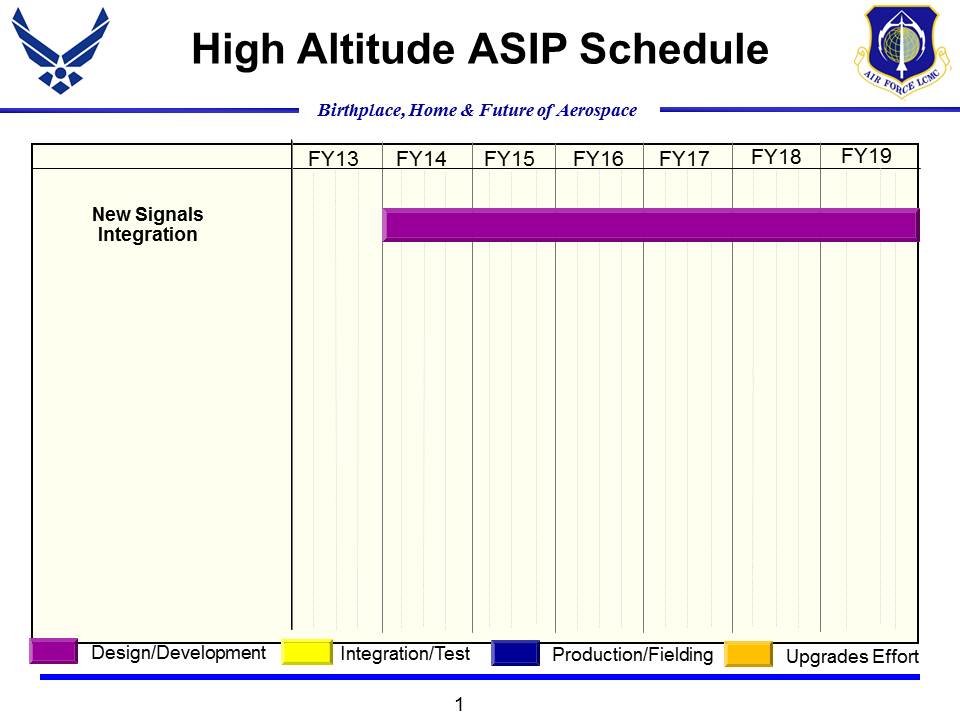 High Altitude ASIP Schedule
AIR FORCE LCMC
Birthplace, Home & Future of Aerospace
FY13 FY14 FY15 FY16 FY17 FY18 FY19
New Signals
Integration
Design/Development Integration/Test Production/Fielding Upgrades Effort
1